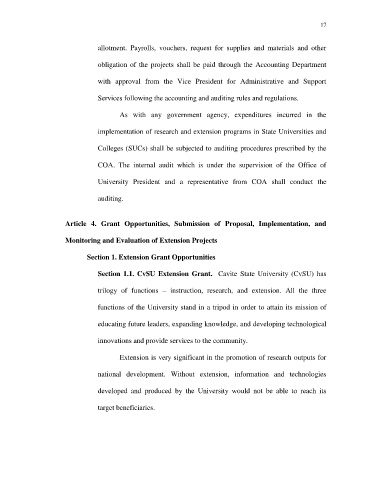 17
allotment. Payrolls, vouchers, request for supplies and materials and other
obligation of the projects shall be paid through the Accounting Department
with approval from the Vice President for Administrative and Support
Services following the accounting and auditing rules and regulations.
As with any government agency, expenditures incurred in the
implementation of research and extension programs in State Universities and
Colleges (SUCs) shall be subjected to auditing procedures prescribed by the
COA. The internal audit which is under the supervision of the Office of
University President and a representative from COA shall conduct the
auditing.
Article 4. Grant Opportunities, Submission of Proposal, Implementation, and
Monitoring and Evaluation of Extension Projects
Section 1. Extension Grant Opportunities
Section 1.1. CvSU Extension Grant. Cavite State University (CvSU) has
trilogy of functions – instruction, research, and extension. All the three
functions of the University stand in a tripod in order to attain its mission of
educating future leaders, expanding knowledge, and developing technological
innovations and provide services to the community.
Extension is very significant in the promotion of research outputs for
national development. Without extension, information and technologies
developed and produced by the University would not be able to reach its
target beneficiaries.